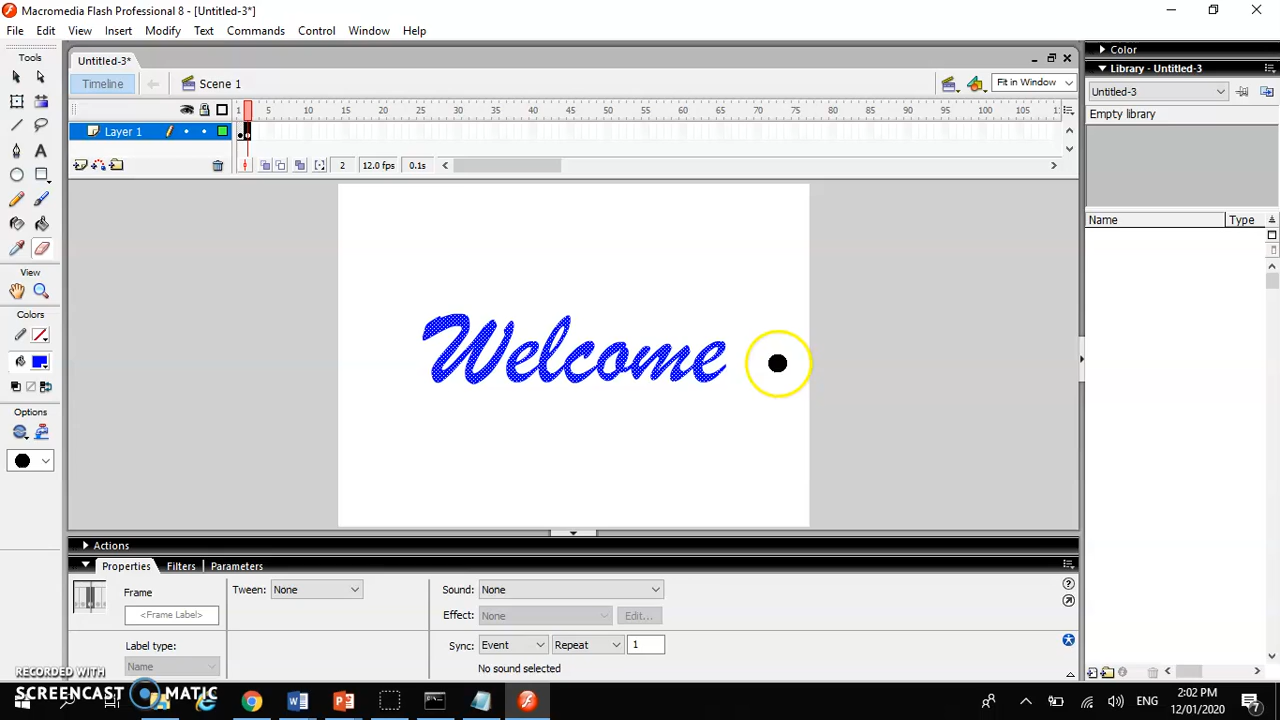 Macromedia Flash Professional 8 - [Untitled-3*]
File Edit View Insert Modify Text Commands Control Window Help
Tools
View
Colors
Options
Untitled-3*
Timeline Scene 1 Fit in Window
1 5 10 15 20 25 30 35 40 45 50 55 60 65 70 75 80 85 90 95 100 105
Layer 1
2 12.0 fps 0.1s
Welcome
Actions
Properties Filters Parameters
Frame Tween: None Sound: None
<Frame Label> Effect: None Edit...
Label type: Sync: Event Repeat 1
Name No sound selected
Color
Library - Untitled-3
Untitled-3
Empty library
Name Type
RECORDED WITH
SCREENCAST MATIC
ENG 2:02 PM
12/01/2020 7